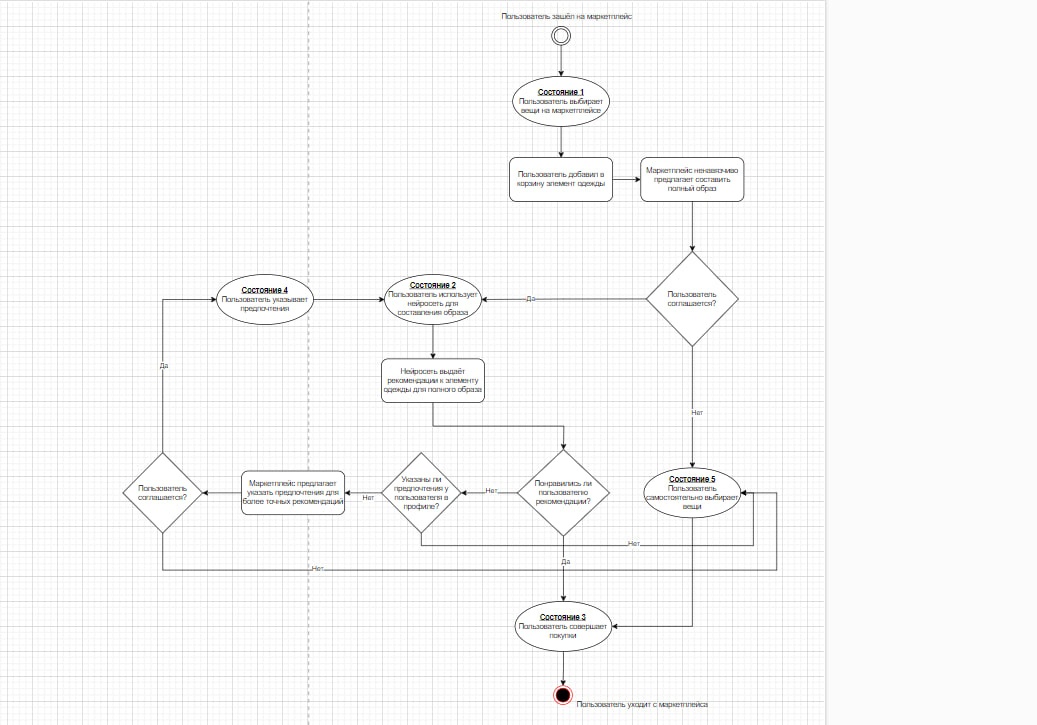 Пользователь зашёл на маркетплейс
Состояние 1
Пользователь выбирает
вещи на маркетплейсе
Пользователь добавил в
корзину элемент одежды
Маркетплейс ненавязчиво
предлагает составить
полный образ
Состояние 4
Пользователь указывает
предпочтения
Состояние 2
Пользователь использует
нейросеть для
составления образа
Да
Пользователь
соглашается?
Да
Нейросеть выдаёт
рекомендации к элементу
одежды для полного образа
Нет
Пользователь
соглашается?
Маркетплейс предлагает
указать предпочтения для
более точных рекомендаций
Нет
Указаны ли
предпочтения у
пользователя в
профиле?
Нет
Понравились ли
пользователю
рекомендации?
Состояние 5
Пользователь
самостоятельно выбирает
вещи
Нет
Да
Нет
Состояние 3
Пользователь совершает
покупки
Пользователь уходит с маркетплейса